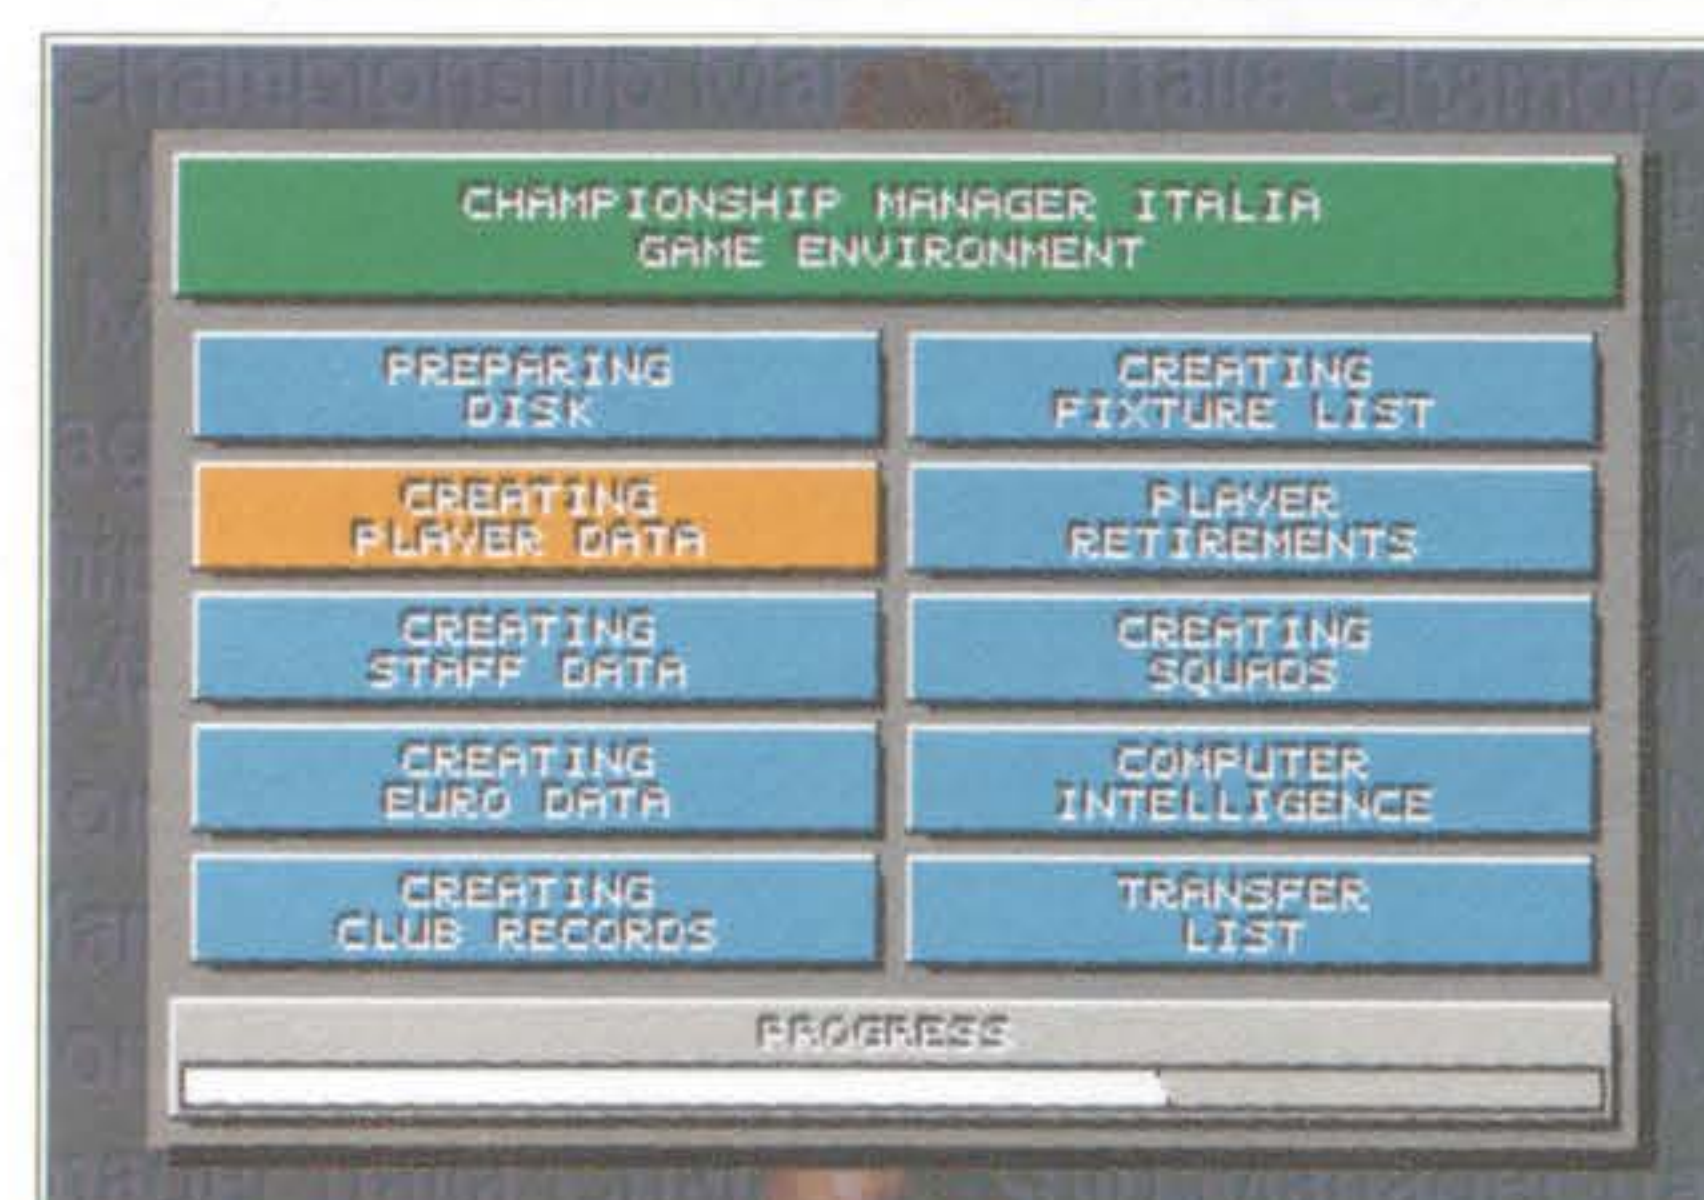 CHAMPIONSHIP MANAGER ITALIA
GAME ENVIRONMENT
PREPARING
DISK
CREATING
PLAYER DATA
CREATING
STAFF DATA
CREATING
EURO DATA
CREATING
CLUB RECORDS
CREATING
FIXTURE LIST
PLAYER
RETIREMENTS
CREATING
SQUADS
COMPUTER
INTELLIGENCE
TRANSFER
LIST
PROGRESS